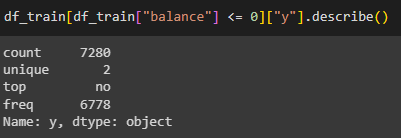 df_train[df_train["balance"] <= 0]["y"].describe()
count 7280
unique 2
top no
freq 6778
Name: y, dtype: object